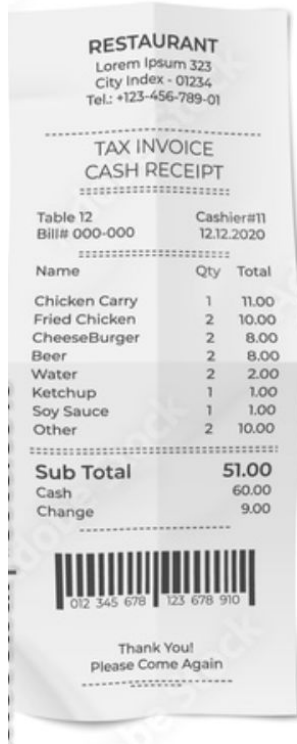 RESTAURANT
Lorem Ipsum 323
City Index - 01234
Tel.: +123-456-789-01
TAX INVOICE
CASH RECEIPT
Table 12 Cashier#11
Bill# 000-000 12.12.2020
Name Qty Total
Chicken Carry 1 11.00
Fried Chicken 2 10.00
CheeseBurger 2 8.00
Beer 2 8.00
Water 2 2.00
Ketchup 1 1.00
Soy Sauce 1 1.00
Other 2 10.00
Sub Total 51.00
Cash 60.00
Change 9.00
012 345 678 123 678 910
Thank You!
Please Come Again